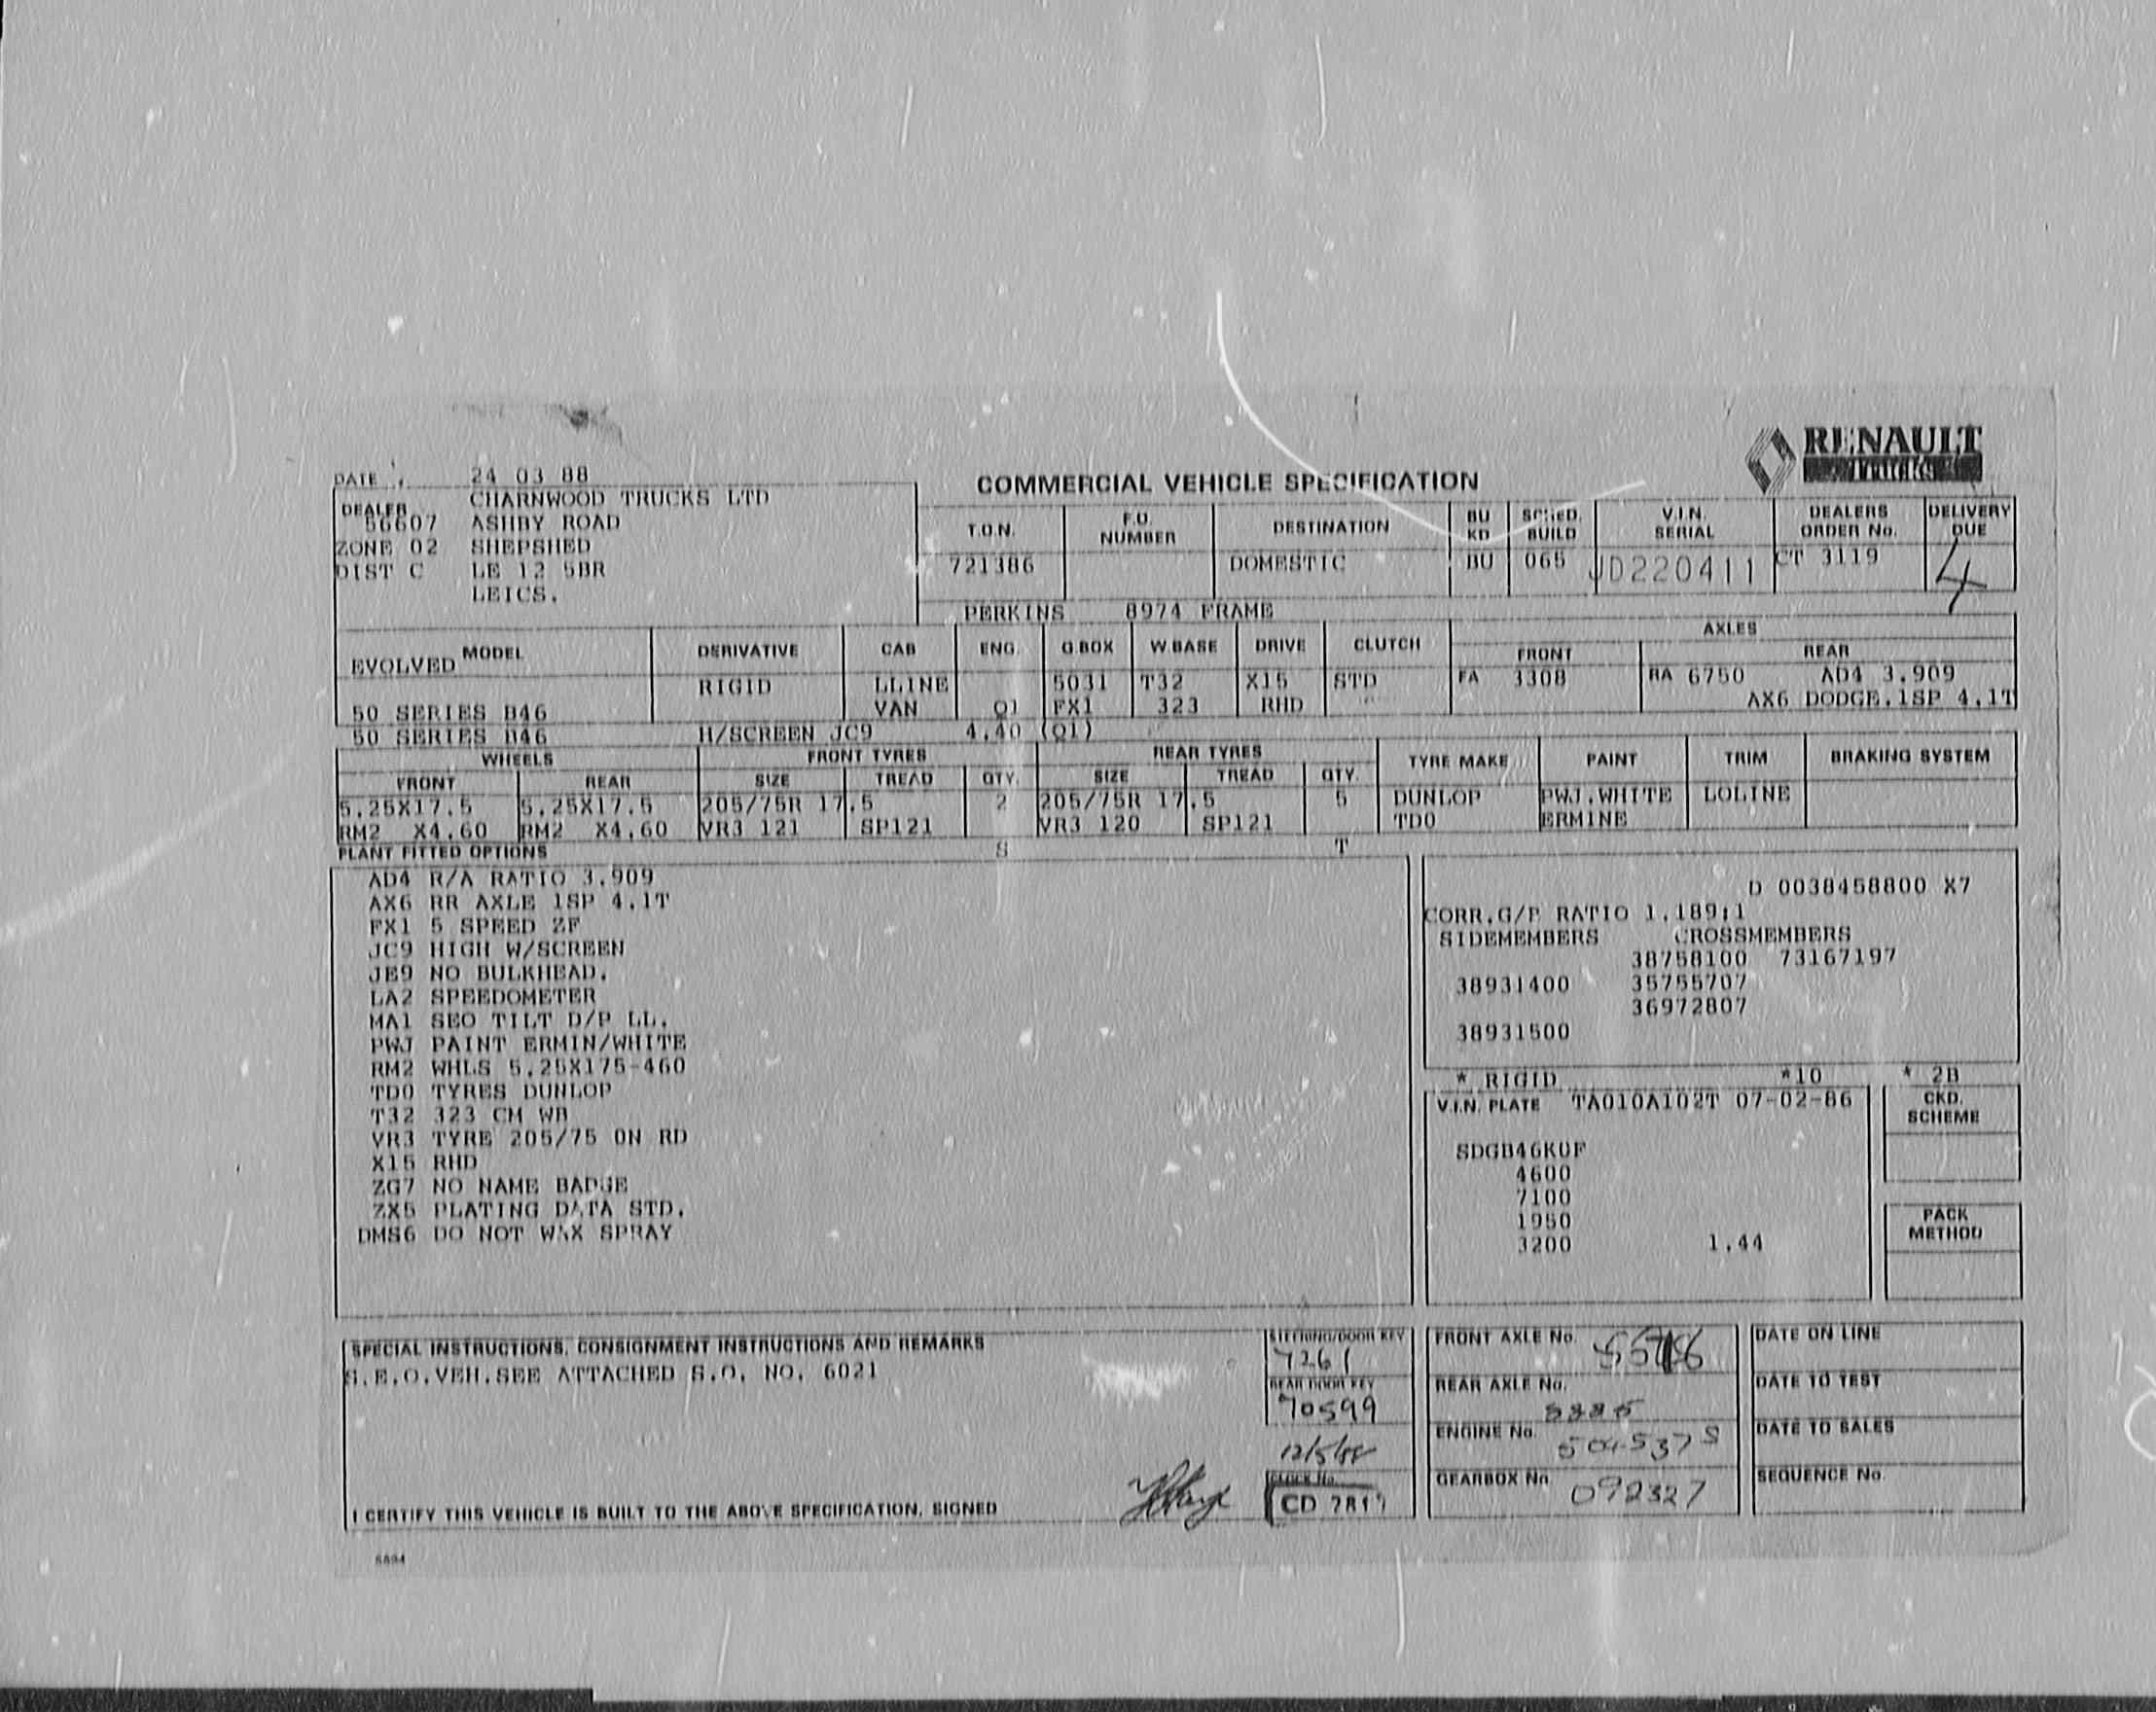 RENAULT
Trucks
DATE 24 03 88
COMMERCIAL VEHICLE SPECIFICATION
DEALER CHARNWOOD TRUCKS LTD
56607 ASHBY ROAD
ZONE 02 SHEPSHED
DIST C LE 12 5BR
LEICS.
T.O.N. F.O. NUMBER DESTINATION BU KD SCHED. BUILD V.I.N. SERIAL DEALERS ORDER No. DELIVERY DUE
721386 DOMESTIC BU 065 JD220411 CT 3119 4
PERKINS 8974 FRAME
MODEL DERIVATIVE CAB ENG. G.BOX W.BASE DRIVE CLUTCH AXLES
FRONT REAR
EVOLVED RIGID LLINE 5031 T32 X15 STD FA 3308 RA 6750 AD4 3.909
50 SERIES B46 VAN Q1 FX1 323 RHD AX6 DODGE.1SP 4.1T
50 SERIES B46 H/SCREEN JC9 4.40 (Q1)
WHEELS FRONT TYRES REAR TYRES TYRE MAKE PAINT TRIM BRAKING SYSTEM
FRONT REAR SIZE TREAD QTY. SIZE TREAD QTY.
5.25X17.5 5.25X17.5 205/75R 17.5 2 205/75R 17.5 5 DUNLOP PWJ.WHITE LOLINE
RM2 X4.60 RM2 X4.60 VR3 121 SP121 VR3 120 SP121 TD0 ERMINE
PLANT FITTED OPTIONS S T
AD4 R/A RATIO 3.909
AX6 RR AXLE 1SP 4.1T
FX1 5 SPEED ZF
JC9 HIGH W/SCREEN
JE9 NO BULKHEAD.
LA2 SPEEDOMETER
MA1 SEO TILT D/P LL.
PWJ PAINT ERMIN/WHITE
RM2 WHLS 5.25X175-460
TD0 TYRES DUNLOP
T32 323 CM WB
VR3 TYRE 205/75 ON RD
X15 RHD
ZG7 NO NAME BADGE
ZX5 PLATING DATA STD.
DMS6 DO NOT WAX SPRAY
D 0038458800 X7
CORR.G/P RATIO 1.189:1
SIDEMEMBERS CROSSMEMBERS
38758100 73167197
38931400 35755707
36972807
38931500
* RIGID *10 * 2B
V.I.N. PLATE TA010A102T 07-02-86
CKD. SCHEME
SDGB46KUF
4600
7100
1950
3200 1.44
PACK METHOD
SPECIAL INSTRUCTIONS, CONSIGNMENT INSTRUCTIONS AND REMARKS
S.E.O.VEH.SEE ATTACHED S.O. NO. 6021
I CERTIFY THIS VEHICLE IS BUILT TO THE ABOVE SPECIFICATION. SIGNED
STEERING/DOOR KEY
7261
REAR DOOR KEY
70599
12/5/88
CLOCK No.
CD
FRONT AXLE No.
REAR AXLE No.
ENGINE No.
GEARBOX No. 092327
DATE ON LINE
DATE TO TEST
DATE TO SALES
SEQUENCE No.
5894